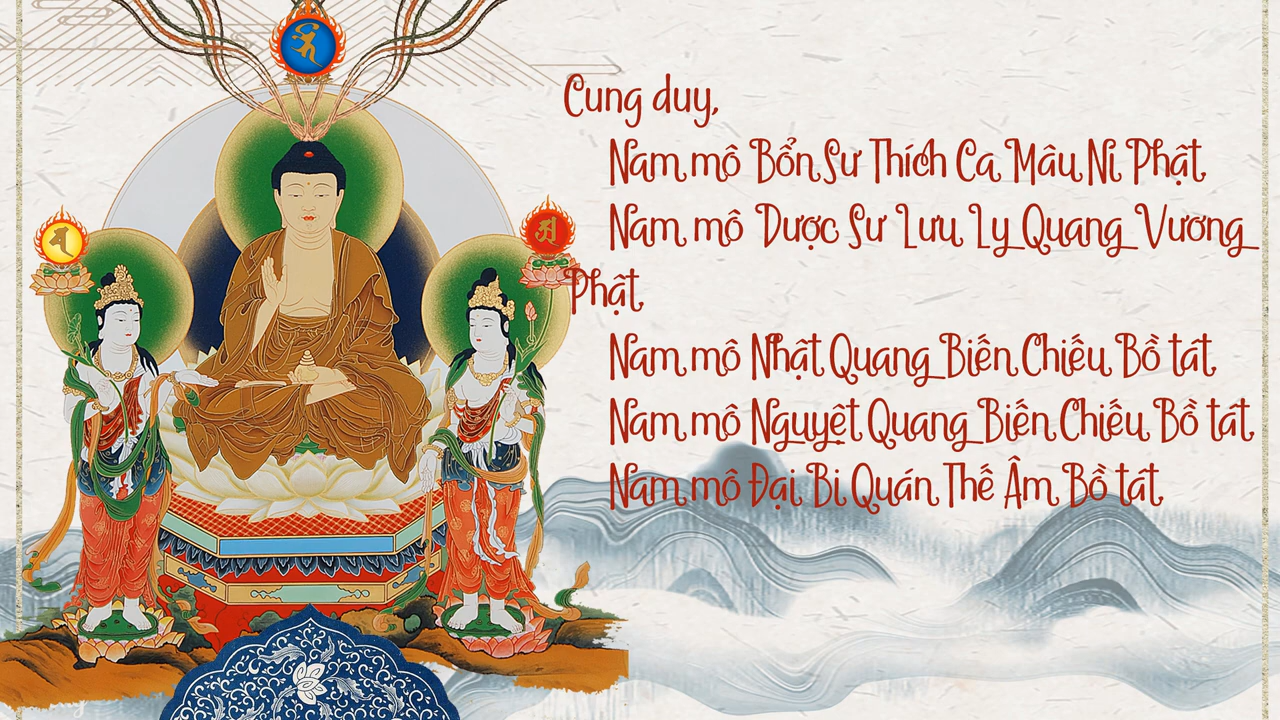 Cung duy,
Nam mô Bổn Sư Thích Ca Mâu Ni Phật,
Nam mô Dược Sư Lưu Ly Quang Vương
Phật,
Nam mô Nhật Quang Biến Chiếu Bồ tát,
Nam mô Nguyệt Quang Biến Chiếu Bồ tát,
Nam mô Đại Bi Quán Thế Âm Bồ tát,